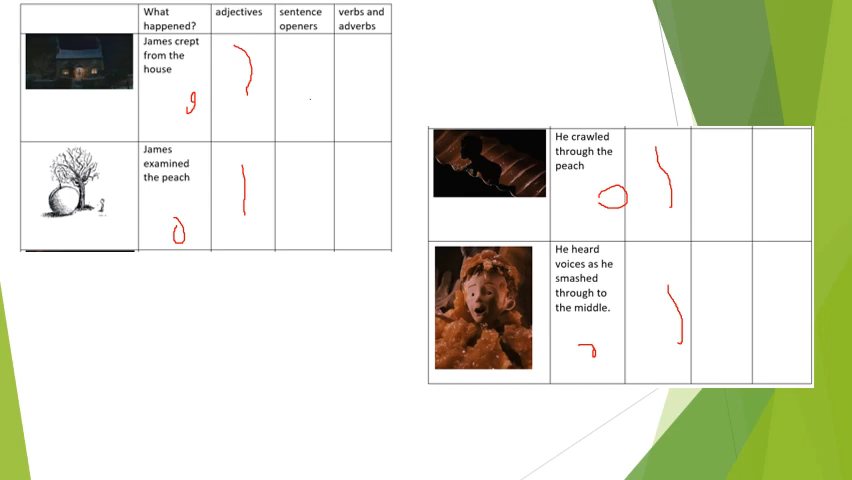 What happened?
adjectives
sentence openers
verbs and adverbs
James crept
from the
house
James
examined
the peach
He crawled
through the
peach
He heard
voices as he
smashed
through to
the middle.